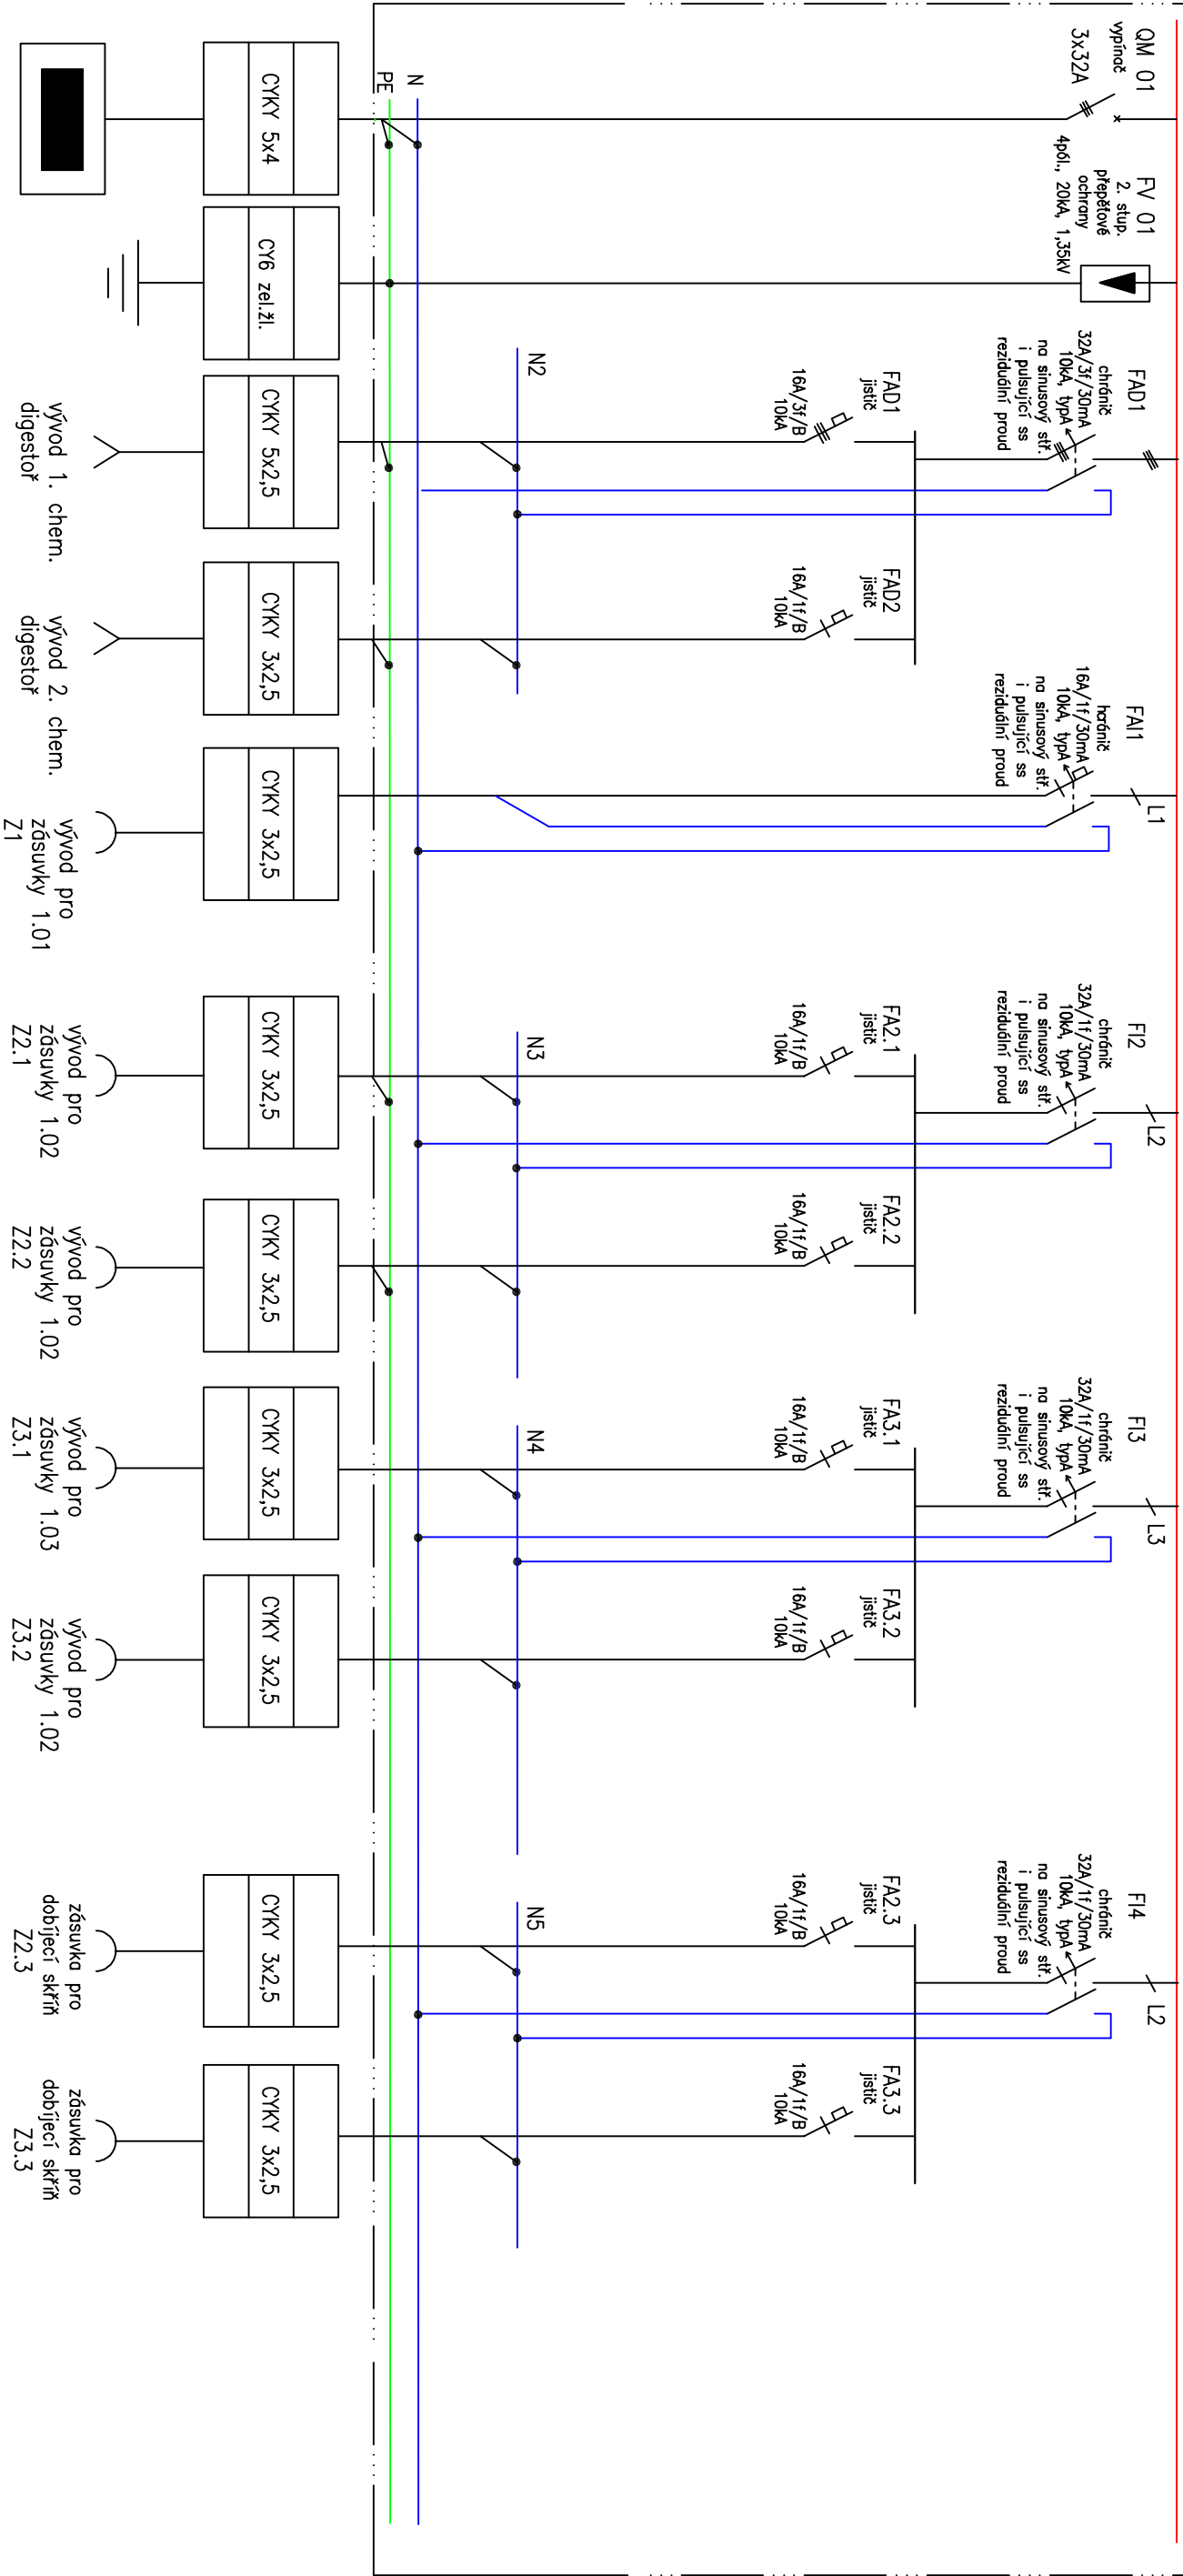 QM 01
vypínač
3x32A
FV 01
2. stup.
přepěťové
ochrany
4pól., 20kA, 1,35kV
FAD1
chránič
32A/3f/30mA
10kA, typA
na sinusový stř.
i pulsující ss
reziduální proud
FAI1
hránič
16A/1f/30mA
10kA, typA
na sinusový stř.
i pulsující ss
reziduální proud
L1
FI2
chránič
32A/1f/30mA
10kA, typA
na sinusový stř.
i pulsující ss
reziduální proud
L2
FI3
chránič
32A/1f/30mA
10kA, typA
na sinusový stř.
i pulsující ss
reziduální proud
L3
FI4
chránič
32A/1f/30mA
10kA, typA
na sinusový stř.
i pulsující ss
reziduální proud
L2
FAD1
jistič
16A/3f/B
10kA
FAD2
jistič
16A/1f/B
10kA
FA2.1
jistič
16A/1f/B
10kA
FA2.2
jistič
16A/1f/B
10kA
FA3.1
jistič
16A/1f/B
10kA
FA3.2
jistič
16A/1f/B
10kA
FA2.3
jistič
16A/1f/B
10kA
FA3.3
jistič
16A/1f/B
10kA
N2
N3
N4
N5
N
PE
CYKY 5x4
CY6 zel.žl.
CYKY 5x2,5
CYKY 3x2,5
CYKY 3x2,5
CYKY 3x2,5
CYKY 3x2,5
CYKY 3x2,5
CYKY 3x2,5
CYKY 3x2,5
CYKY 3x2,5
vývod 1. chem.
digestoř
vývod 2. chem.
digestoř
vývod pro
zásuvky 1.01
Z1
vývod pro
zásuvky 1.02
Z2.1
vývod pro
zásuvky 1.02
Z2.2
vývod pro
zásuvky 1.03
Z3.1
vývod pro
zásuvky 1.02
Z3.2
zásuvka pro
dobíjecí skříň
Z2.3
zásuvka pro
dobíjecí skříň
Z3.3